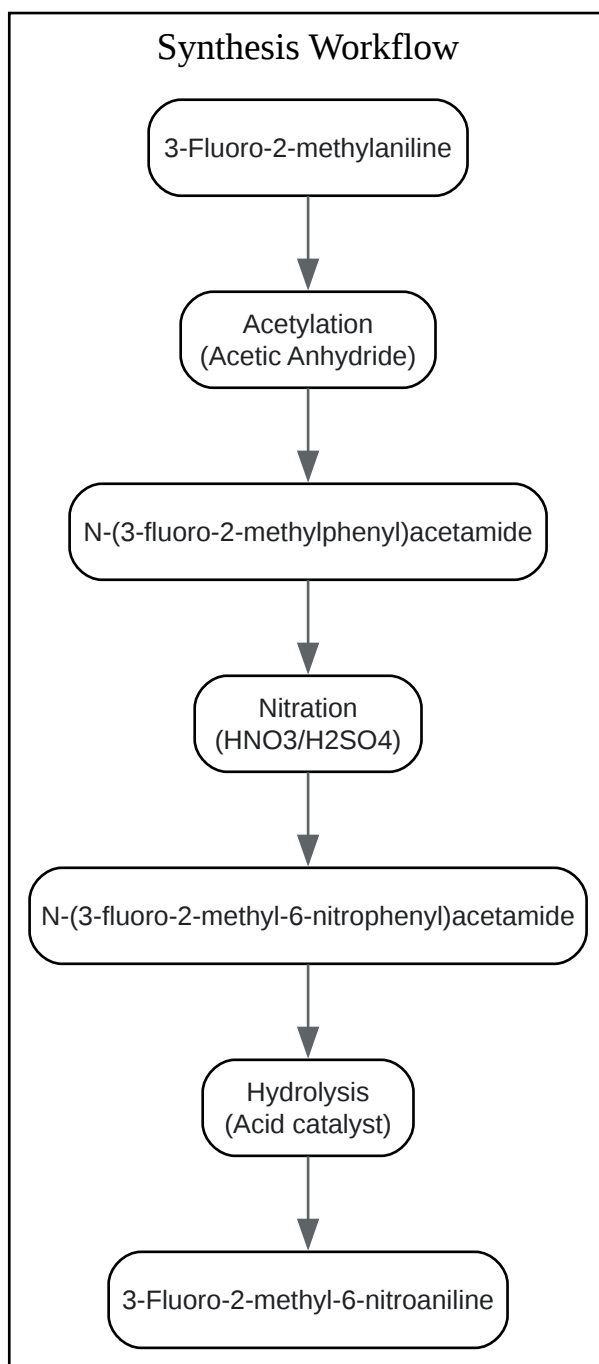 Synthesis Workflow
3-Fluoro-2-methylaniline
Acetylation
(Acetic Anhydride)
N-(3-fluoro-2-methylphenyl)acetamide
Nitration
(HNO3/H2SO4)
N-(3-fluoro-2-methyl-6-nitrophenyl)acetamide
Hydrolysis
(Acid catalyst)
3-Fluoro-2-methyl-6-nitroaniline